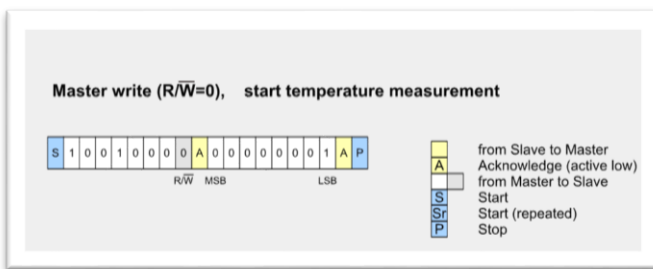 Master write (R/W̅=0), start temperature measurement
S 1 0 0 1 0 0 0 0 A 0 0 0 0 0 0 0 1 A P
R/W̅ MSB LSB
from Slave to Master
A Acknowledge (active low)
from Master to Slave
S Start
Sr Start (repeated)
P Stop